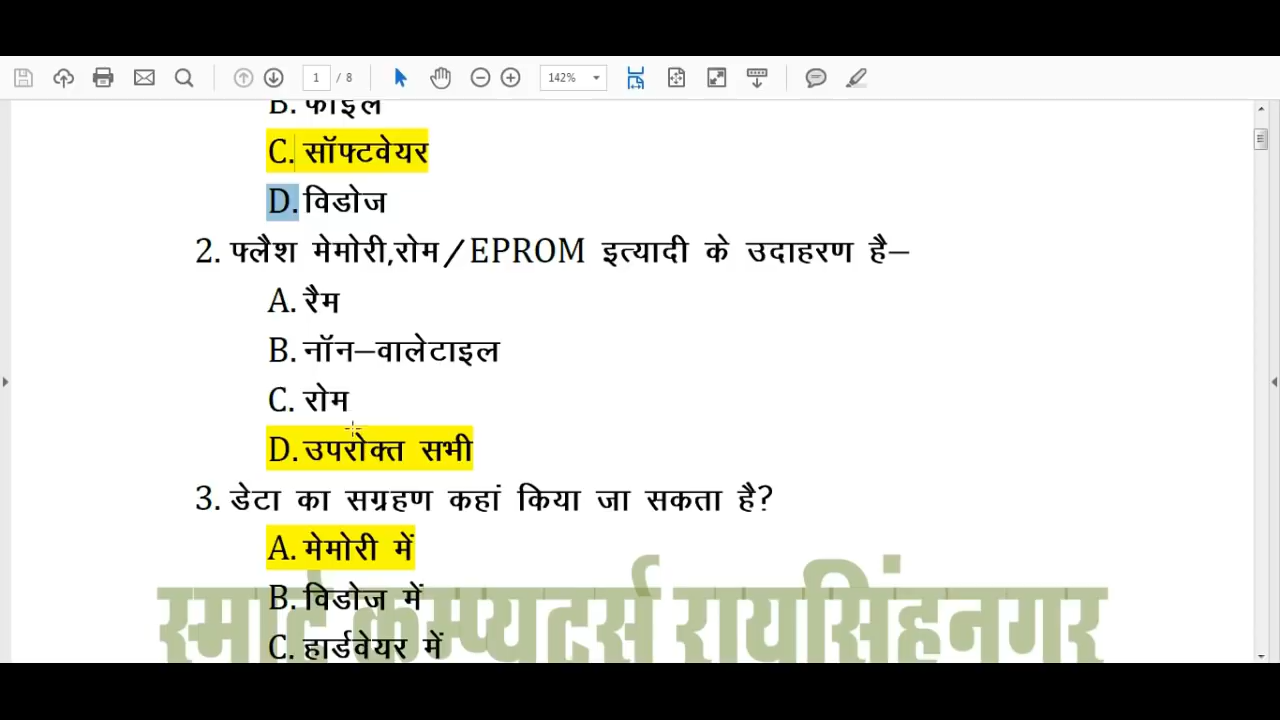 1 / 8
142%
B. फाइल
C. सॉफ्टवेयर
D. विडोज
2. फ्लैश मेमोरी,रोम/EPROM इत्यादी के उदाहरण है–
A. रैम
B. नॉन–वालेटाइल
C. रोम
D. उपरोक्त सभी
3. डेटा का सग्रहण कहां किया जा सकता है?
A. मेमोरी में
B. विडोज में
C. हार्डवेयर में
स्मार्ट कम्प्यूटर्स रायसिंहनगर